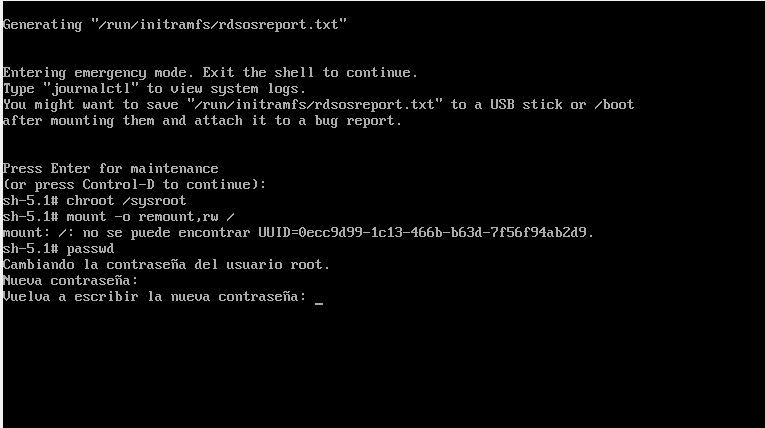 Generating "/run/initramfs/rdsosreport.txt"
Entering emergency mode. Exit the shell to continue.
Type "journalctl" to view system logs.
You might want to save "/run/initramfs/rdsosreport.txt" to a USB stick or /boot
after mounting them and attach it to a bug report.
Press Enter for maintenance
(or press Control-D to continue):
sh-5.1# chroot /sysroot
sh-5.1# mount -o remount,rw /
mount: /: no se puede encontrar UUID=0ecc9d99-1c13-466b-b63d-7f56f94ab2d9.
sh-5.1# passwd
Cambiando la contraseña del usuario root.
Nueva contraseña:
Vuelva a escribir la nueva contraseña: _